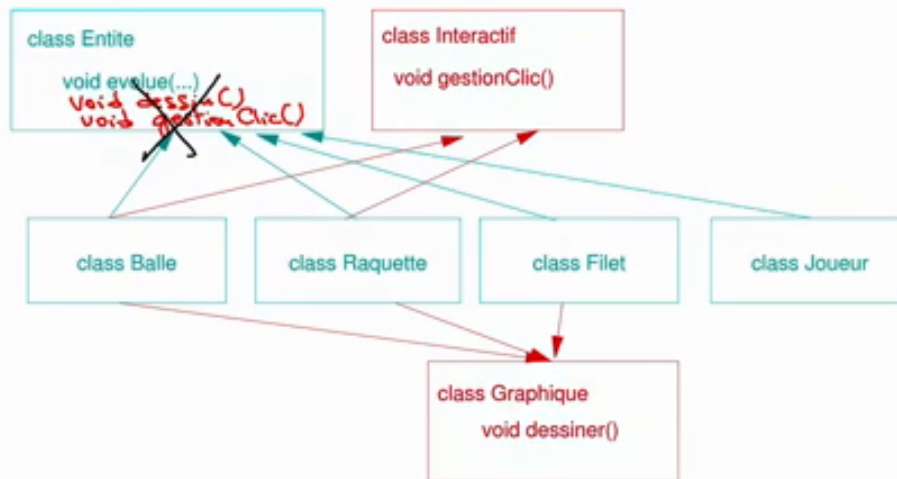 class Entite
void evolue(...)
void dessin()
void gestionClic()
class Interactif
void gestionClic()
class Balle
class Raquette
class Filet
class Joueur
class Graphique
void dessiner()